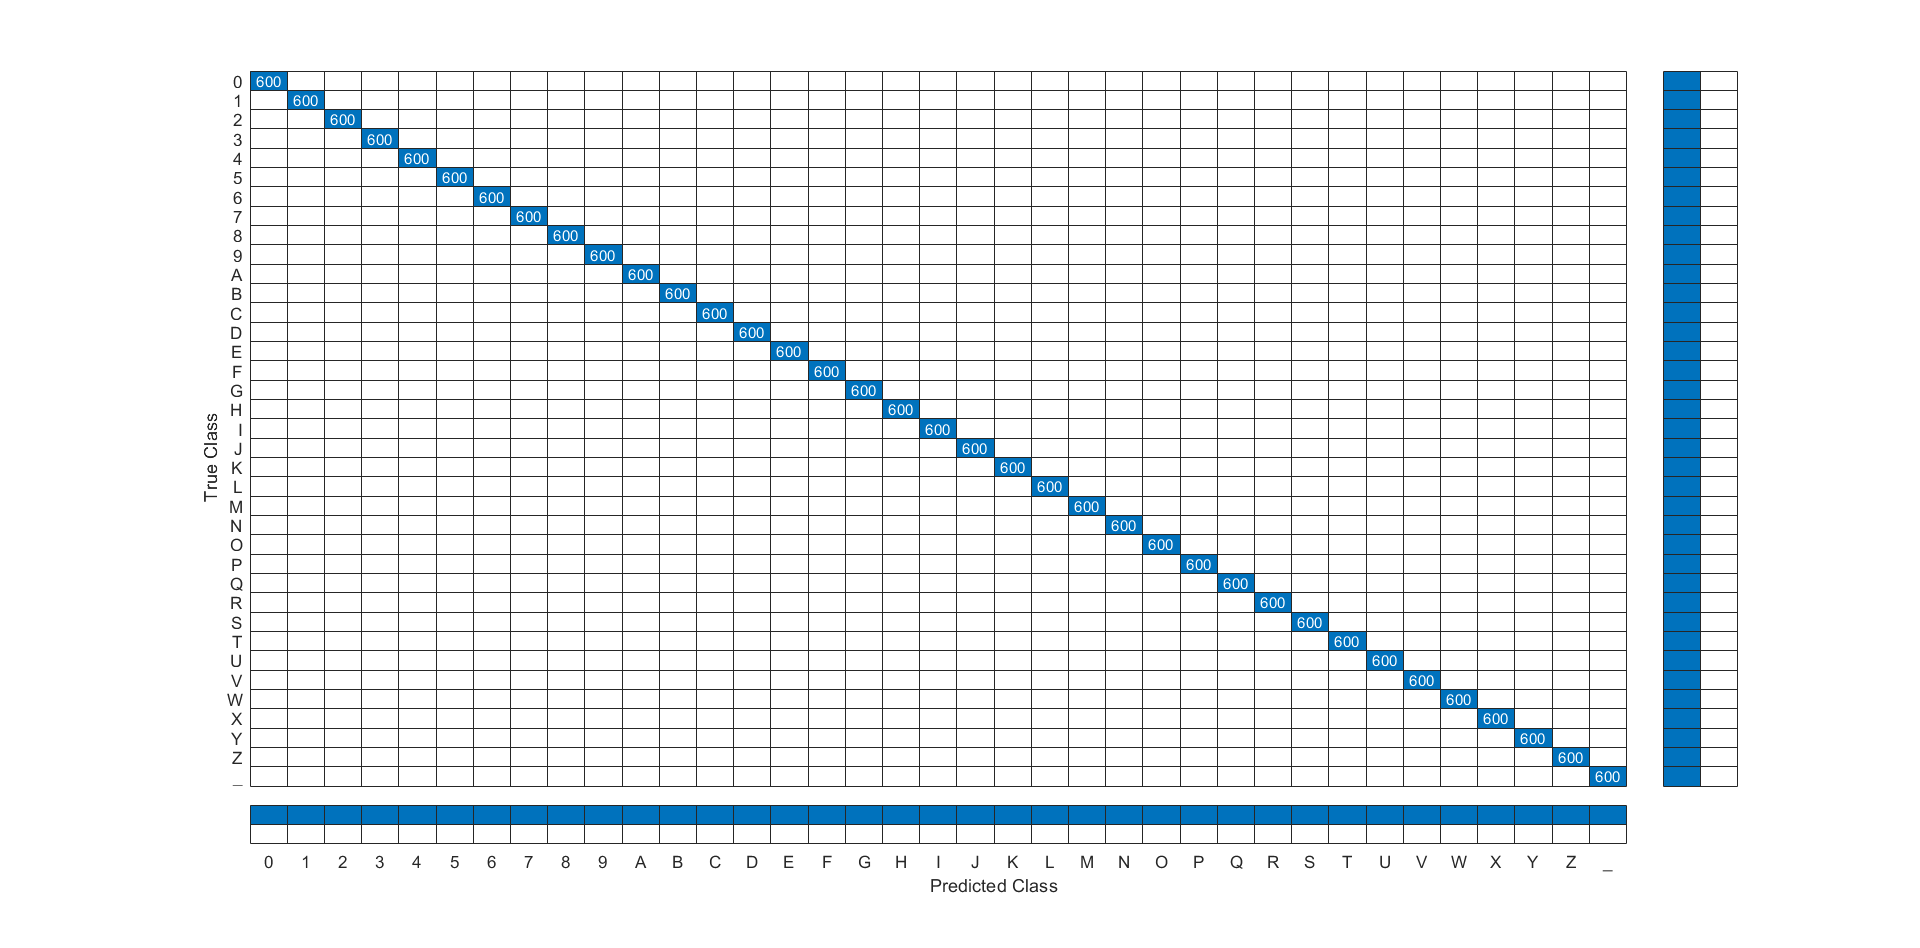 0 600
1 600
2 600
3 600
4 600
5 600
6 600
7 600
8 600
9 600
A 600
B 600
C 600
D 600
E 600
F 600
G 600
H 600
I 600
J 600
K 600
L 600
M 600
N 600
O 600
P 600
Q 600
R 600
S 600
T 600
U 600
V 600
W 600
X 600
Y 600
Z 600
_ 600
True Class
0 1 2 3 4 5 6 7 8 9 A B C D E F G H I J K L M N O P Q R S T U V W X Y Z _
Predicted Class